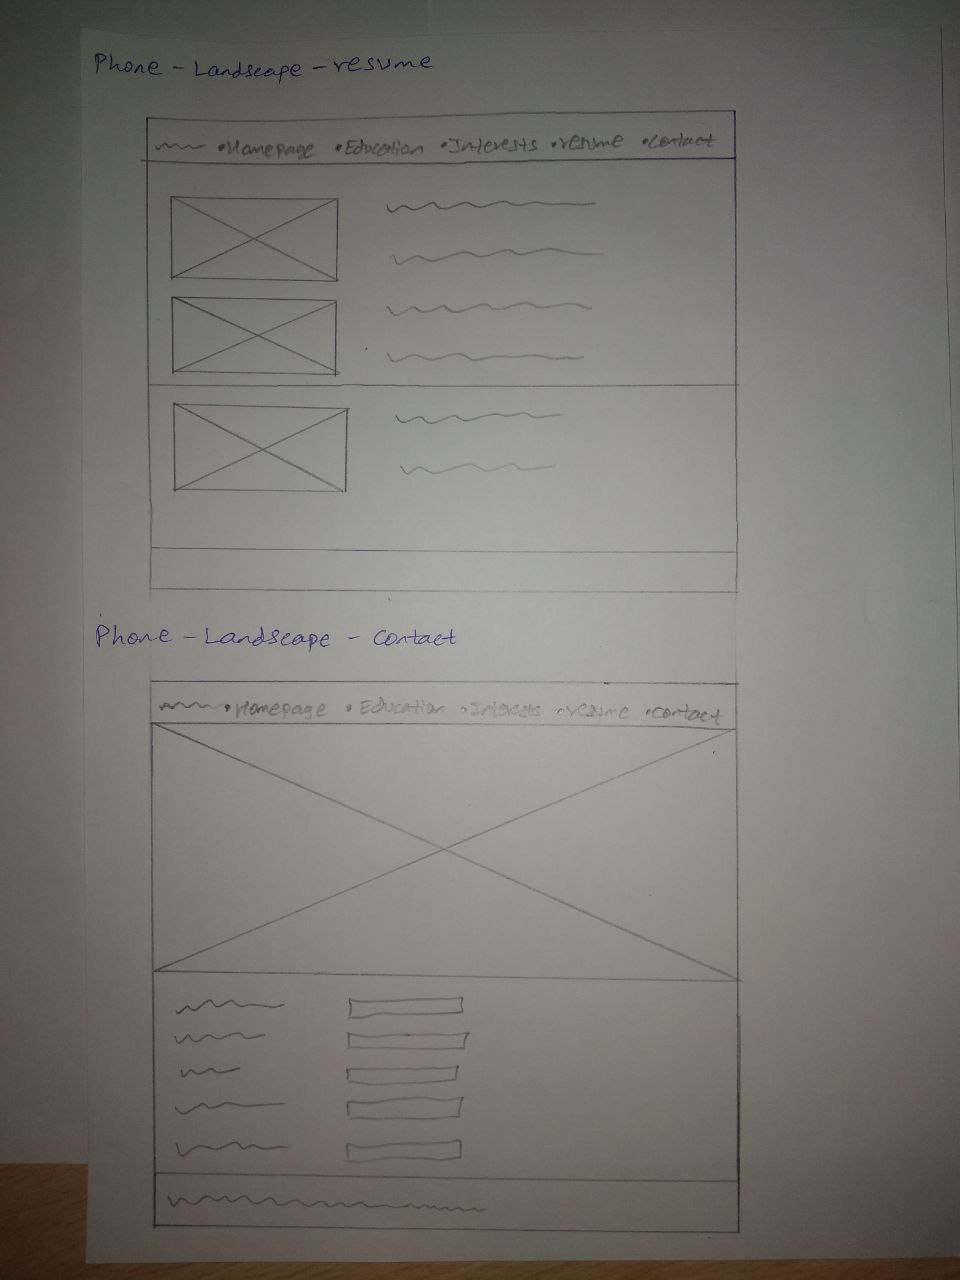 Phone - Landscape - resume
•Homepage •Education •Interests •resume •Contact
Phone - Landscape - Contact
•Homepage •Education •Interests •resume •Contact